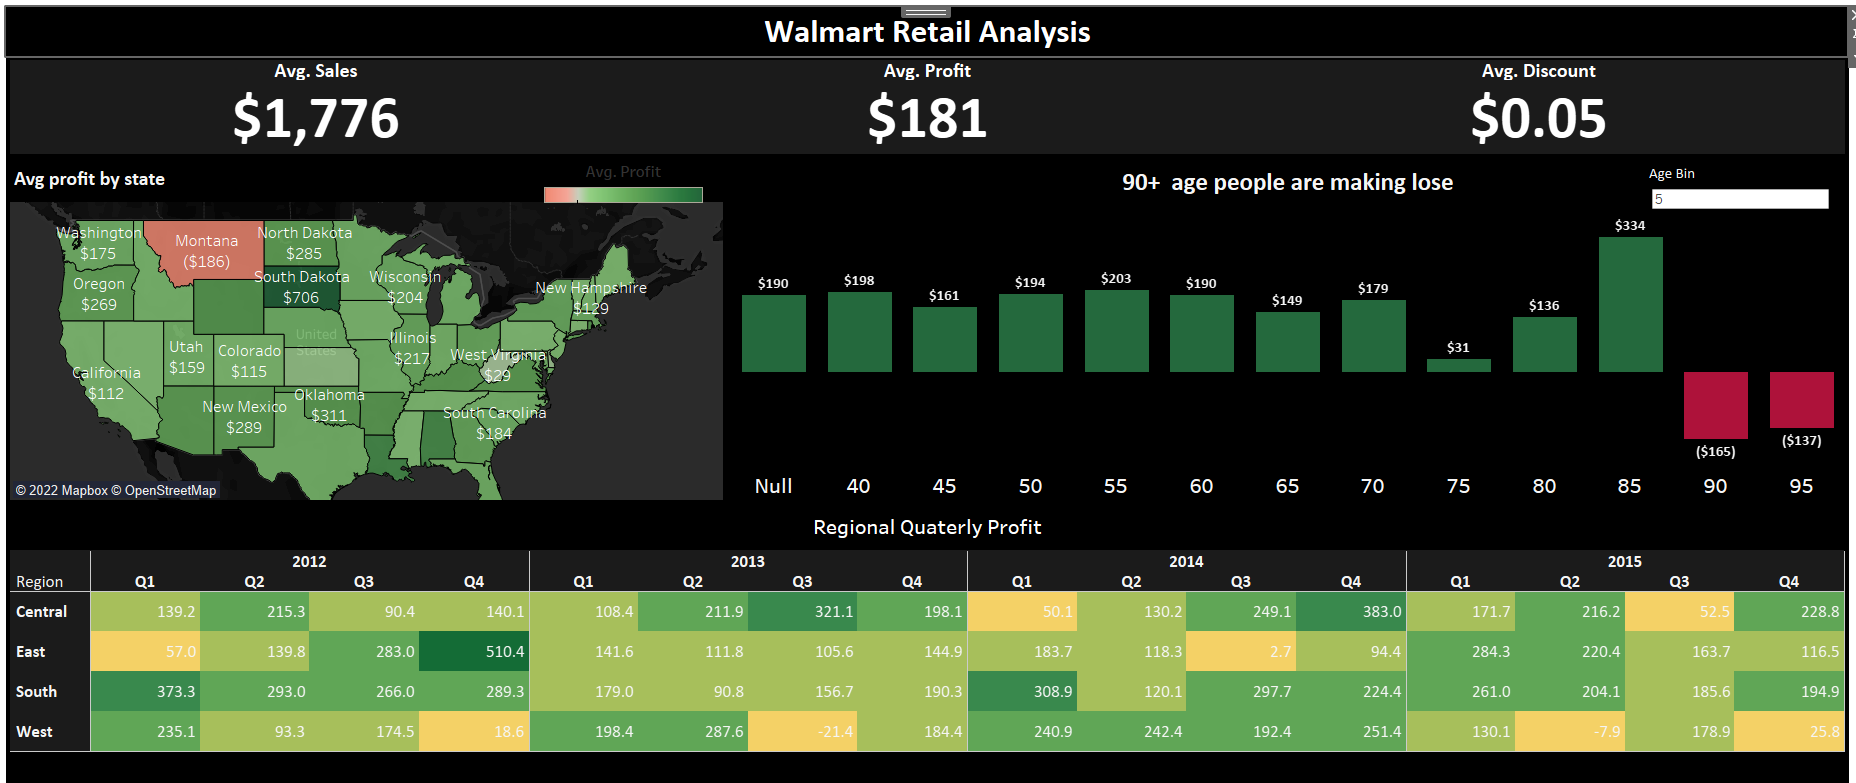 Walmart Retail Analysis
Avg. Sales
$1,776
Avg. Profit
$181
Avg. Discount
$0.05
Avg profit by state
Avg. Profit
Washington
$175
Montana
($186)
North Dakota
$285
Oregon
$269
South Dakota
$706
Wisconsin
$204
New Hampshire
$129
United
States
Utah
$159
Colorado
$115
Illinois
$217
West Virginia
$29
California
$112
New Mexico
$289
Oklahoma
$311
South Carolina
$184
© 2022 Mapbox © OpenStreetMap
90+ age people are making lose
Age Bin
5
$190 $198 $161 $194 $203 $190 $149 $179 $31 $136 $334 ($165) ($137)
Null 40 45 50 55 60 65 70 75 80 85 90 95
Regional Quaterly Profit
2012 2013 2014 2015
Region Q1 Q2 Q3 Q4 Q1 Q2 Q3 Q4 Q1 Q2 Q3 Q4 Q1 Q2 Q3 Q4
Central 139.2 215.3 90.4 140.1 108.4 211.9 321.1 198.1 50.1 130.2 249.1 383.0 171.7 216.2 52.5 228.8
East 57.0 139.8 283.0 510.4 141.6 111.8 105.6 144.9 183.7 118.3 2.7 94.4 284.3 220.4 163.7 116.5
South 373.3 293.0 266.0 289.3 179.0 90.8 156.7 190.3 308.9 120.1 297.7 224.4 261.0 204.1 185.6 194.9
West 235.1 93.3 174.5 18.6 198.4 287.6 -21.4 184.4 240.9 242.4 192.4 251.4 130.1 -7.9 178.9 25.8